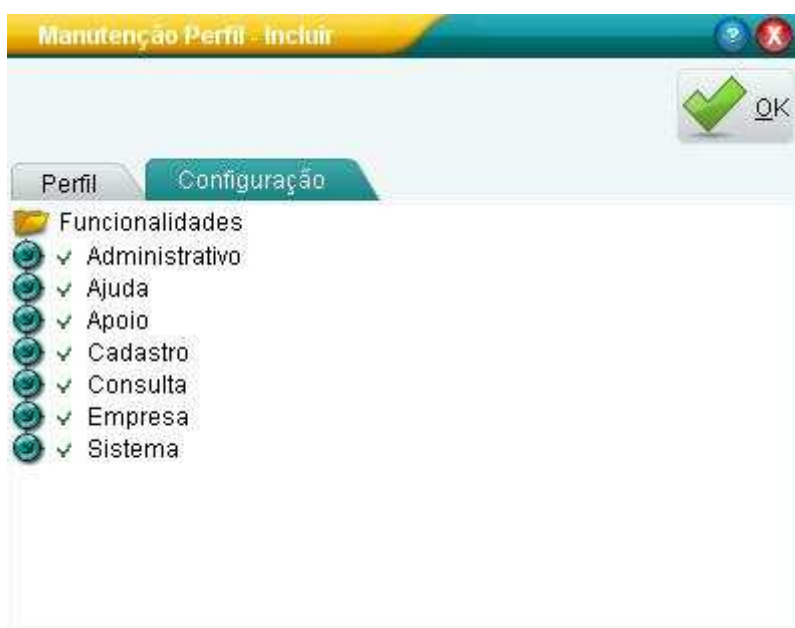 Manutenção Perfil - Incluir
OK
Perfil
Configuração
Funcionalidades
Administrativo
Ajuda
Apoio
Cadastro
Consulta
Empresa
Sistema